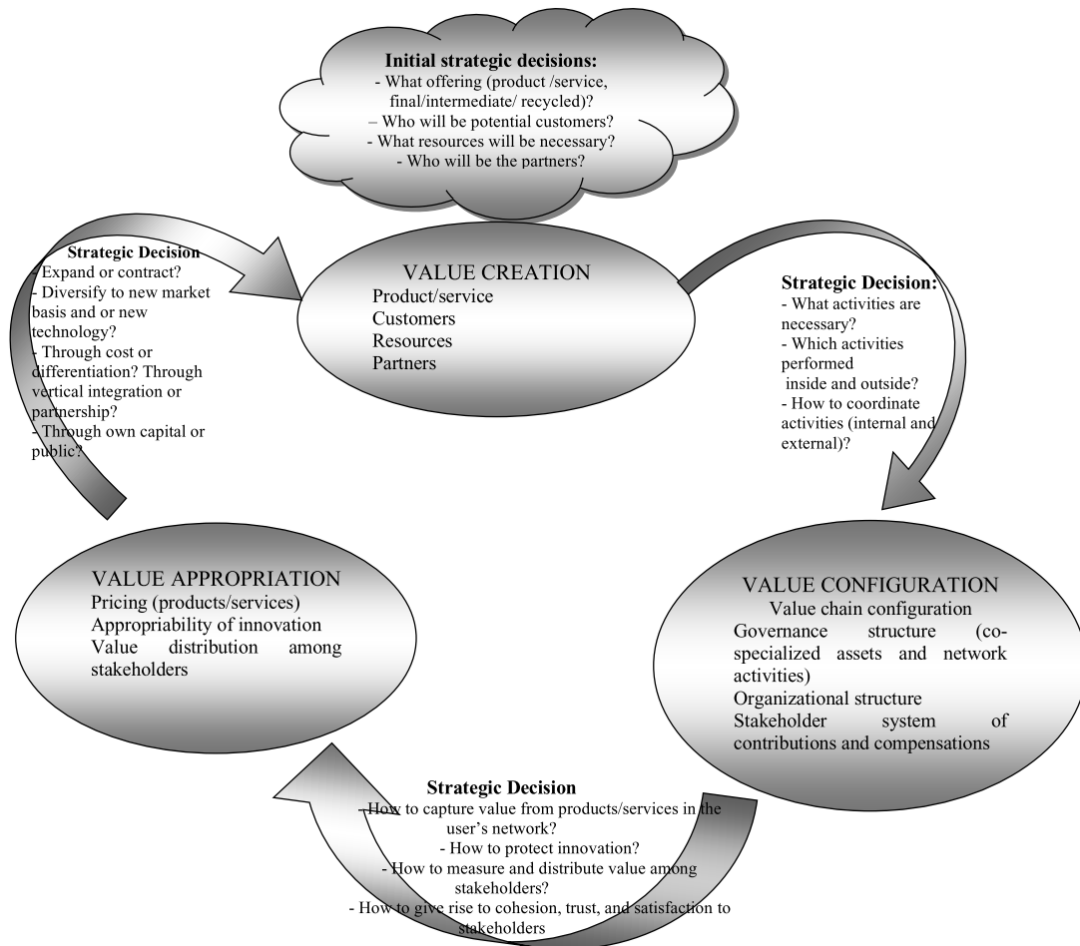 Initial strategic decisions:
- What offering (product /service,
final/intermediate/ recycled)?
– Who will be potential customers?
- What resources will be necessary?
- Who will be the partners?
VALUE CREATION
Product/service
Customers
Resources
Partners
Strategic Decision:
- What activities are
necessary?
- Which activities
performed
inside and outside?
- How to coordinate
activities (internal and
external)?
VALUE CONFIGURATION
Value chain configuration
Governance structure (co-
specialized assets and network
activities)
Organizational structure
Stakeholder system of
contributions and compensations
Strategic Decision
- How to capture value from products/services in the
user's network?
- How to protect innovation?
- How to measure and distribute value among
stakeholders?
- How to give rise to cohesion, trust, and satisfaction to
stakeholders
VALUE APPROPRIATION
Pricing (products/services)
Appropriability of innovation
Value distribution among
stakeholders
Strategic Decision
- Expand or contract?
- Diversify to new market
basis and or new
technology?
- Through cost or
differentiation? Through
vertical integration or
partnership?
- Through own capital or
public?